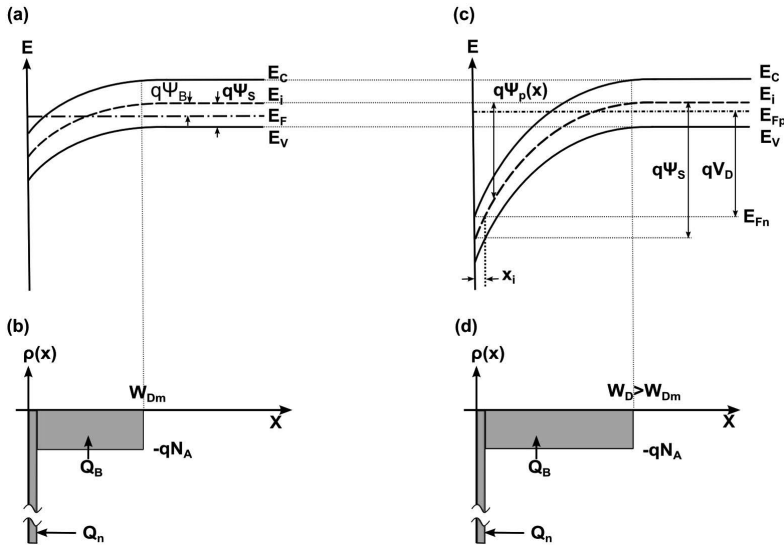 (a)
E
qΨB
qΨS
EC
Ei
EF
EV
(c)
E
qΨp(x)
qΨS
qVD
EC
Ei
EFp
EV
EFn
xi
(b)
ρ(x)
WDm
X
-qNA
QB
Qn
(d)
ρ(x)
WD>WDm
X
-qNA
QB
Qn